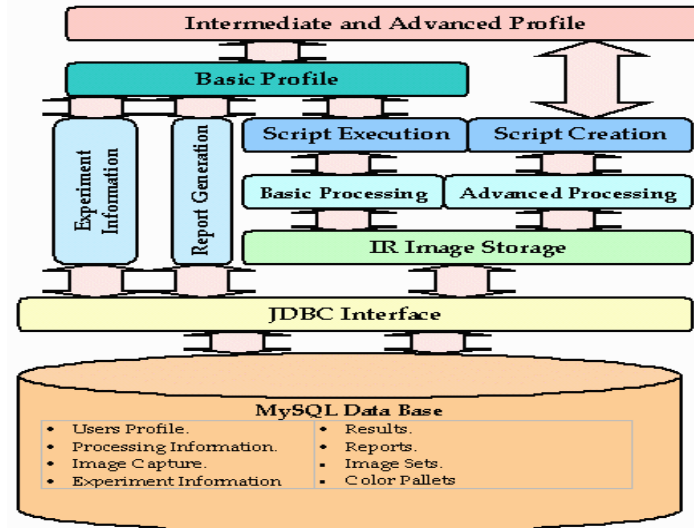 Intermediate and Advanced Profile
Basic Profile
Experiment
Information
Report Generation
Script Execution
Script Creation
Basic Processing
Advanced Processing
IR Image Storage
JDBC Interface
MySQL Data Base
• Users Profile.
• Processing Information.
• Image Capture.
• Experiment Information
• Results.
• Reports.
• Image Sets.
• Color Pallets